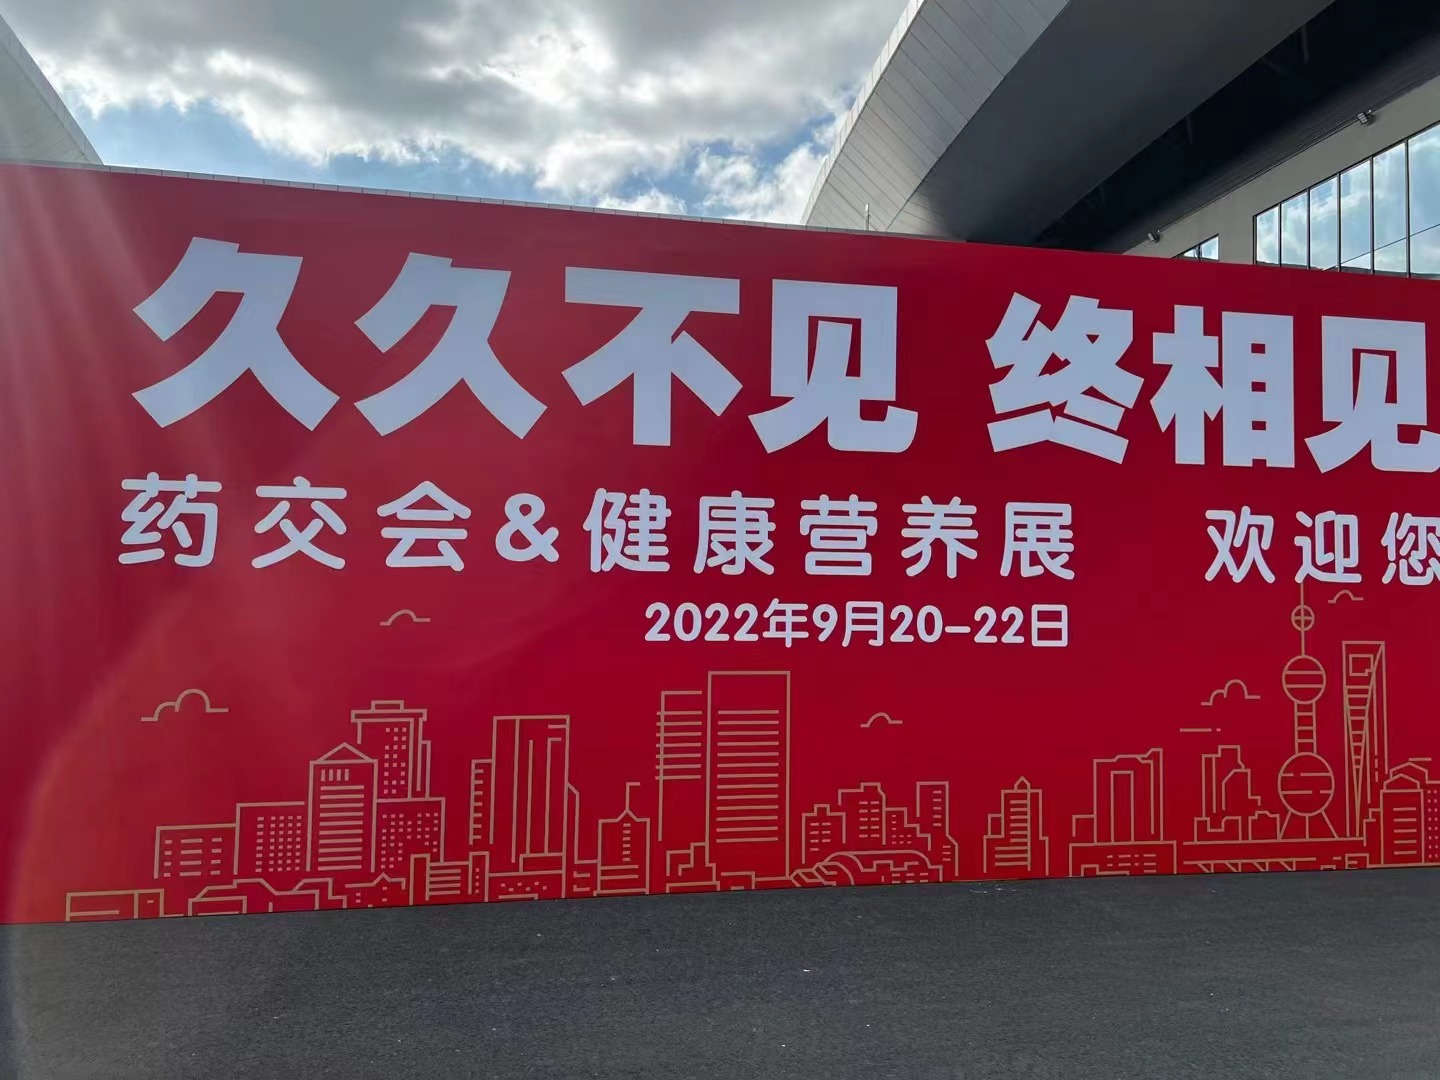 久久不见 终相见
药交会&健康营养展 欢迎您
2022年9月20-22日